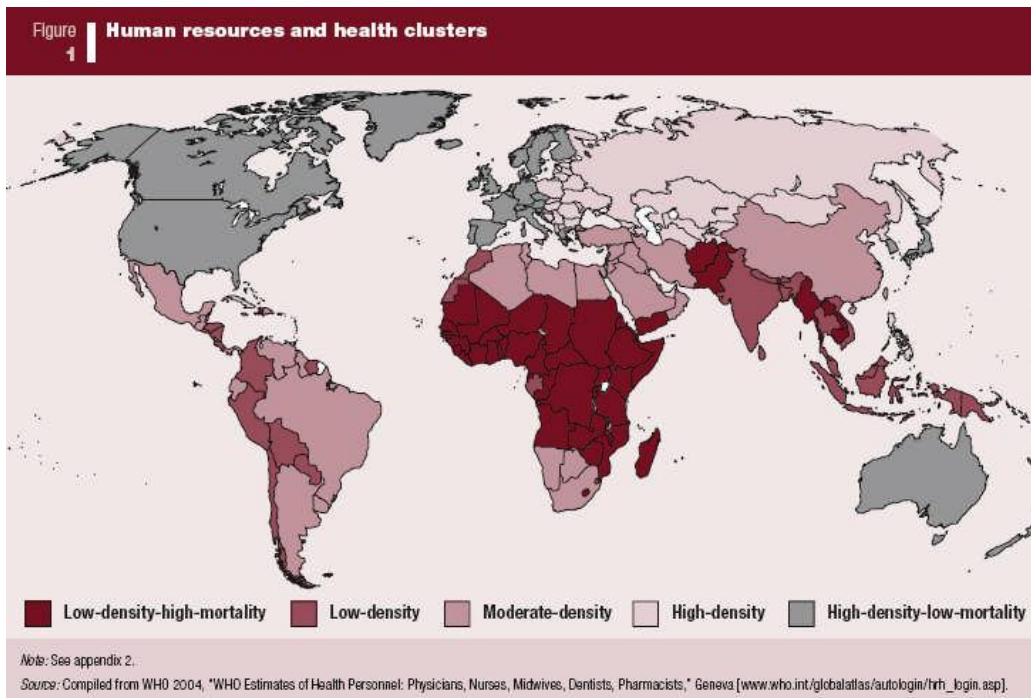 Figure
1
Human resources and health clusters
Low-density-high-mortality
Low-density
Moderate-density
High-density
High-density-low-mortality
Note: See appendix 2.
Source: Compiled from WHO 2004, "WHO Estimates of Health Personnel: Physicians, Nurses, Midwives, Dentists, Pharmacists," Geneva [www.who.int/globalatlas/autologin/hrh_login.asp].